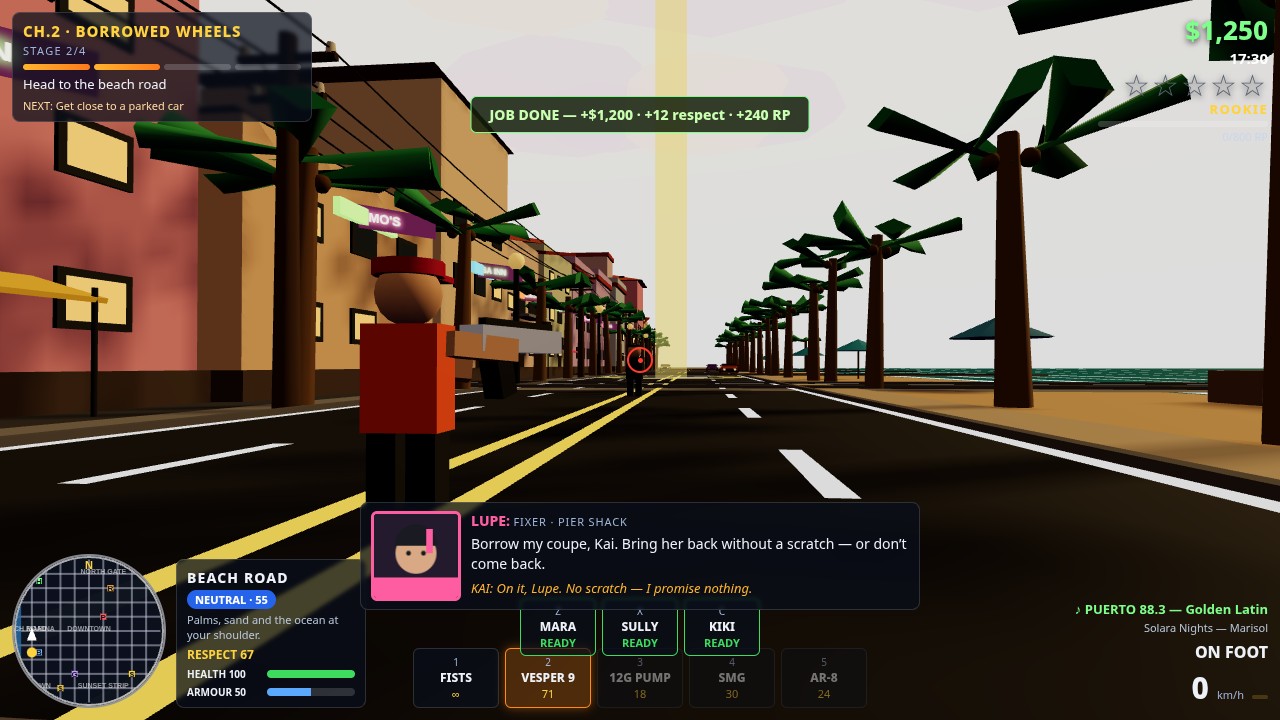 CH.2 · BORROWED WHEELS
STAGE 2/4
Head to the beach road
NEXT: Get close to a parked car
JOB DONE — +$1,200 · +12 respect · +240 RP
$1,250
17:30
☆ ☆ ☆ ☆ ☆
ROOKIE
MO'S
LUPE: FIXER · PIER SHACK
Borrow my coupe, Kai. Bring her back without a scratch — or don't
come back.
KAI: On it, Lupe. No scratch — I promise nothing.
N
NORTH GATE
DOWNTOWN
SUNSET STRIP
BEACH ROAD
NEUTRAL · 55
Palms, sand and the ocean at
your shoulder.
RESPECT 67
HEALTH 100
ARMOUR 50
Z X C
MARA SULLY KIKI
READY READY READY
1 2 3 4 5
FISTS VESPER 9 12G PUMP SMG AR-8
∞ 71 18 30 24
♪ PUERTO 88.3 — Golden Latin
Solara Nights — Marisol
ON FOOT
0 km/h